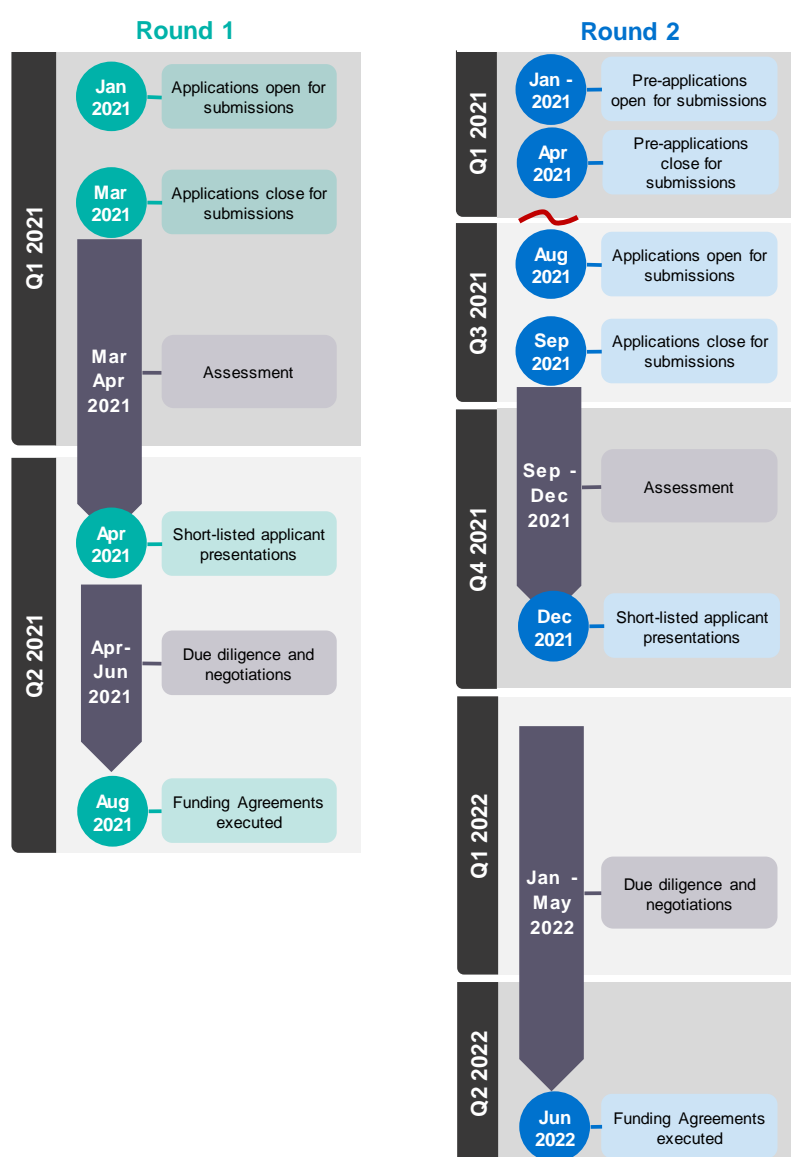 Round 1
Q1 2021
Jan
2021
Applications open for
submissions
Mar
2021
Applications close for
submissions
Mar
Apr
2021
Assessment
Q2 2021
Apr
2021
Short-listed applicant
presentations
Apr-
Jun
2021
Due diligence and
negotiations
Aug
2021
Funding Agreements
executed
Round 2
Q1 2021
Jan -
2021
Pre-applications
open for submissions
Apr
2021
Pre-applications
close for
submissions
Q3 2021
Aug
2021
Applications open for
submissions
Sep
2021
Applications close for
submissions
Q4 2021
Sep -
Dec
2021
Assessment
Dec
2021
Short-listed applicant
presentations
Q1 2022
Jan -
May
2022
Due diligence and
negotiations
Q2 2022
Jun
2022
Funding Agreements
executed